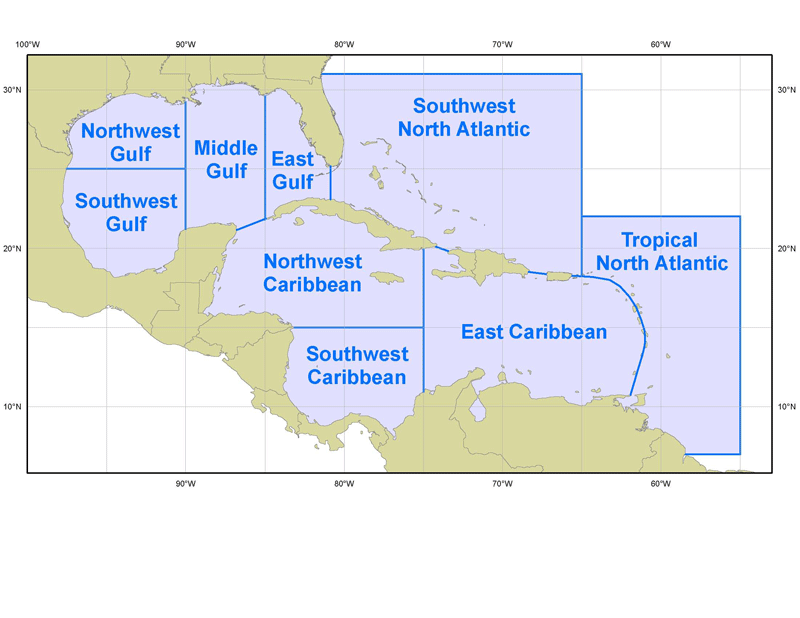 100°W 90°W 80°W 70°W 60°W
30°N 30°N
Southwest
North Atlantic
Northwest
Gulf
Middle
Gulf
East
Gulf
Southwest
Gulf
Tropical
North Atlantic
20°N 20°N
Northwest
Caribbean
East Caribbean
Southwest
Caribbean
10°N 10°N
90°W 80°W 70°W 60°W